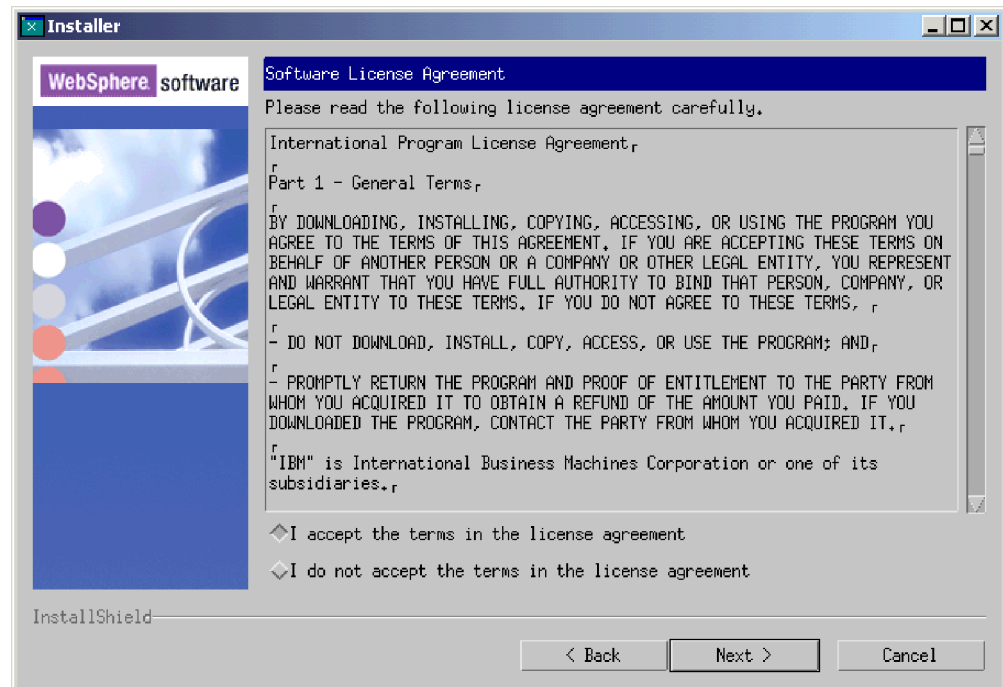 Installer
WebSphere software
Software License Agreement
Please read the following license agreement carefully.
International Program License Agreement
Part 1 - General Terms
BY DOWNLOADING, INSTALLING, COPYING, ACCESSING, OR USING THE PROGRAM YOU
AGREE TO THE TERMS OF THIS AGREEMENT. IF YOU ARE ACCEPTING THESE TERMS ON
BEHALF OF ANOTHER PERSON OR A COMPANY OR OTHER LEGAL ENTITY, YOU REPRESENT
AND WARRANT THAT YOU HAVE FULL AUTHORITY TO BIND THAT PERSON, COMPANY, OR
LEGAL ENTITY TO THESE TERMS. IF YOU DO NOT AGREE TO THESE TERMS,
- DO NOT DOWNLOAD, INSTALL, COPY, ACCESS, OR USE THE PROGRAM; AND
- PROMPTLY RETURN THE PROGRAM AND PROOF OF ENTITLEMENT TO THE PARTY FROM
WHOM YOU ACQUIRED IT TO OBTAIN A REFUND OF THE AMOUNT YOU PAID. IF YOU
DOWNLOADED THE PROGRAM, CONTACT THE PARTY FROM WHOM YOU ACQUIRED IT.
"IBM" is International Business Machines Corporation or one of its
subsidiaries.
I accept the terms in the license agreement
I do not accept the terms in the license agreement
InstallShield
< Back
Next >
Cancel